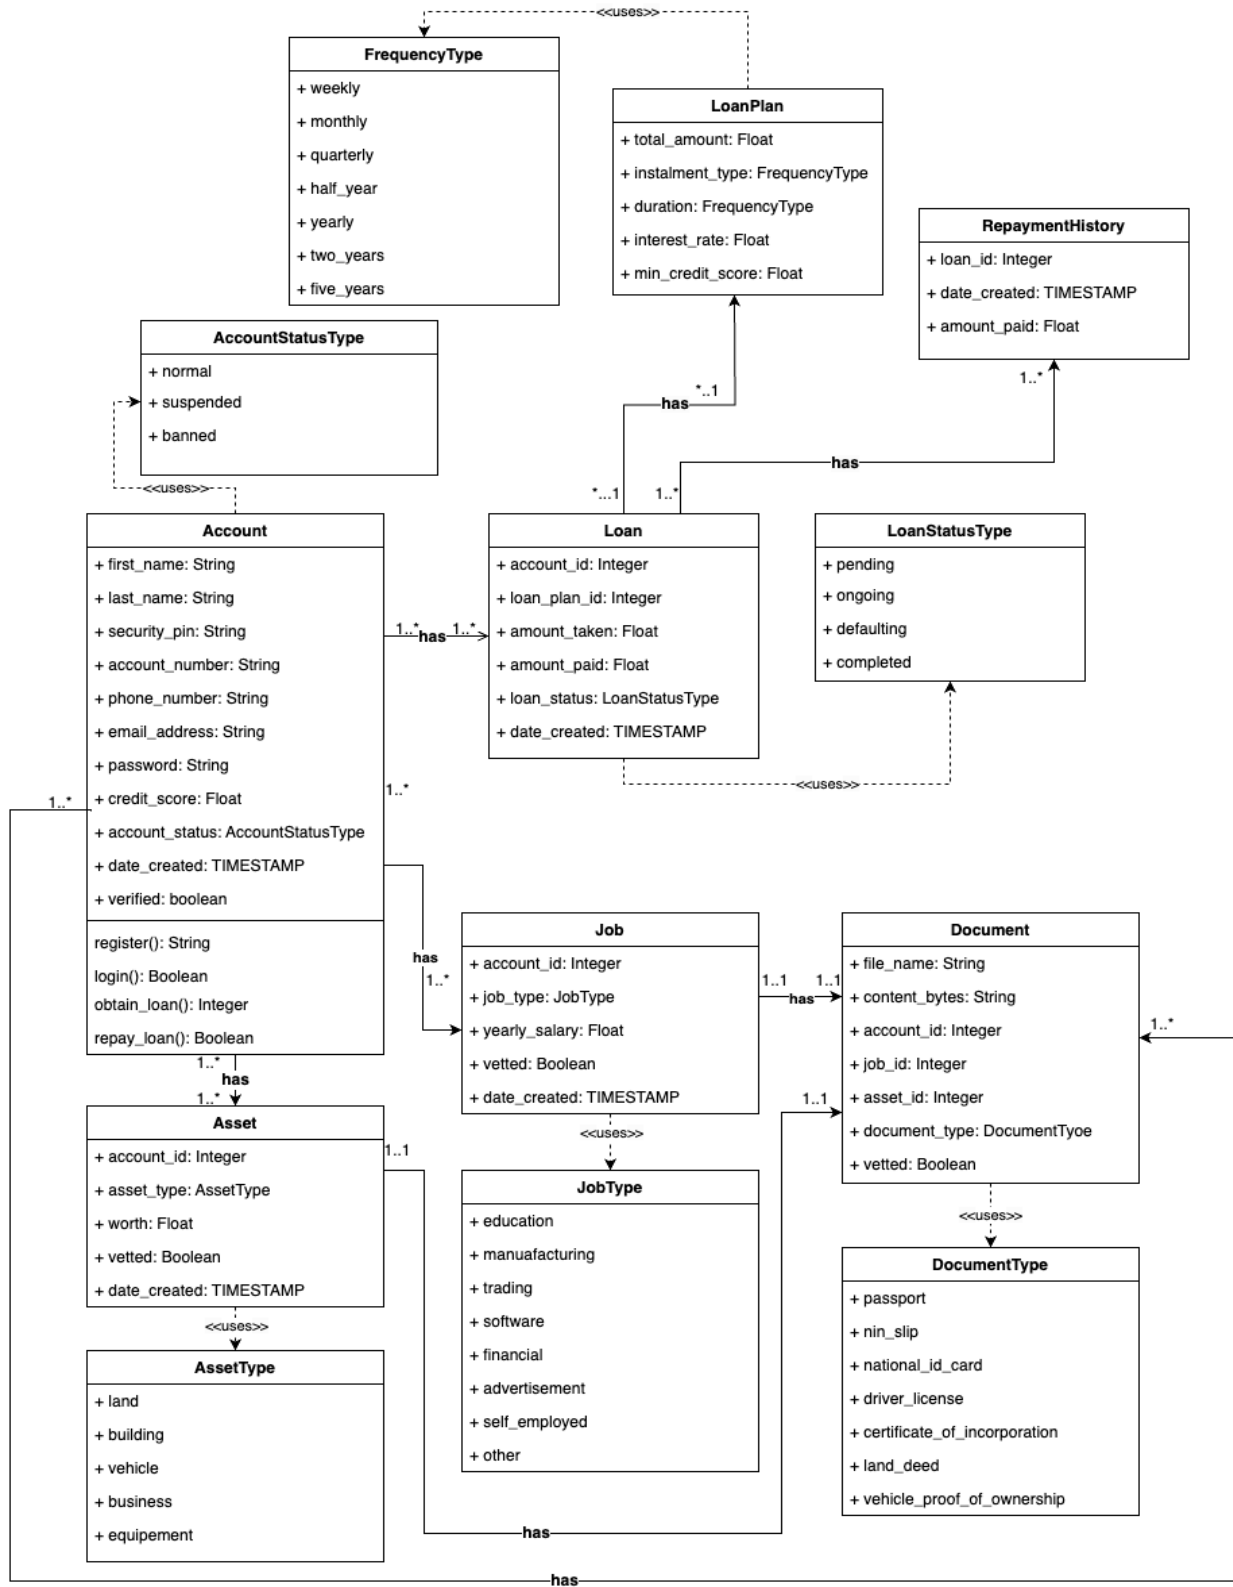 <<uses>>
FrequencyType
+ weekly
+ monthly
+ quarterly
+ half_year
+ yearly
+ two_years
+ five_years
LoanPlan
+ total_amount: Float
+ instalment_type: FrequencyType
+ duration: FrequencyType
+ interest_rate: Float
+ min_credit_score: Float
RepaymentHistory
+ loan_id: Integer
+ date_created: TIMESTAMP
+ amount_paid: Float
AccountStatusType
+ normal
+ suspended
+ banned
<<uses>>
*..1
has
*...1
1..*
has
1..*
Account
+ first_name: String
+ last_name: String
+ security_pin: String
+ account_number: String
+ phone_number: String
+ email_address: String
+ password: String
+ credit_score: Float
+ account_status: AccountStatusType
+ date_created: TIMESTAMP
+ verified: boolean
register(): String
login(): Boolean
obtain_loan(): Integer
repay_loan(): Boolean
1..*
has
1..*
Loan
+ account_id: Integer
+ loan_plan_id: Integer
+ amount_taken: Float
+ amount_paid: Float
+ loan_status: LoanStatusType
+ date_created: TIMESTAMP
LoanStatusType
+ pending
+ ongoing
+ defaulting
+ completed
<<uses>>
1..*
1..*
has
1..*
Job
+ account_id: Integer
+ job_type: JobType
+ yearly_salary: Float
+ vetted: Boolean
+ date_created: TIMESTAMP
1..1
has
1..1
Document
+ file_name: String
+ content_bytes: String
+ account_id: Integer
+ job_id: Integer
+ asset_id: Integer
+ document_type: DocumentTyoe
+ vetted: Boolean
1..*
1..*
has
1..*
Asset
+ account_id: Integer
+ asset_type: AssetType
+ worth: Float
+ vetted: Boolean
+ date_created: TIMESTAMP
1..1
1..1
<<uses>>
JobType
+ education
+ manuafacturing
+ trading
+ software
+ financial
+ advertisement
+ self_employed
+ other
<<uses>>
DocumentType
+ passport
+ nin_slip
+ national_id_card
+ driver_license
+ certificate_of_incorporation
+ land_deed
+ vehicle_proof_of_ownership
<<uses>>
AssetType
+ land
+ building
+ vehicle
+ business
+ equipement
has
has